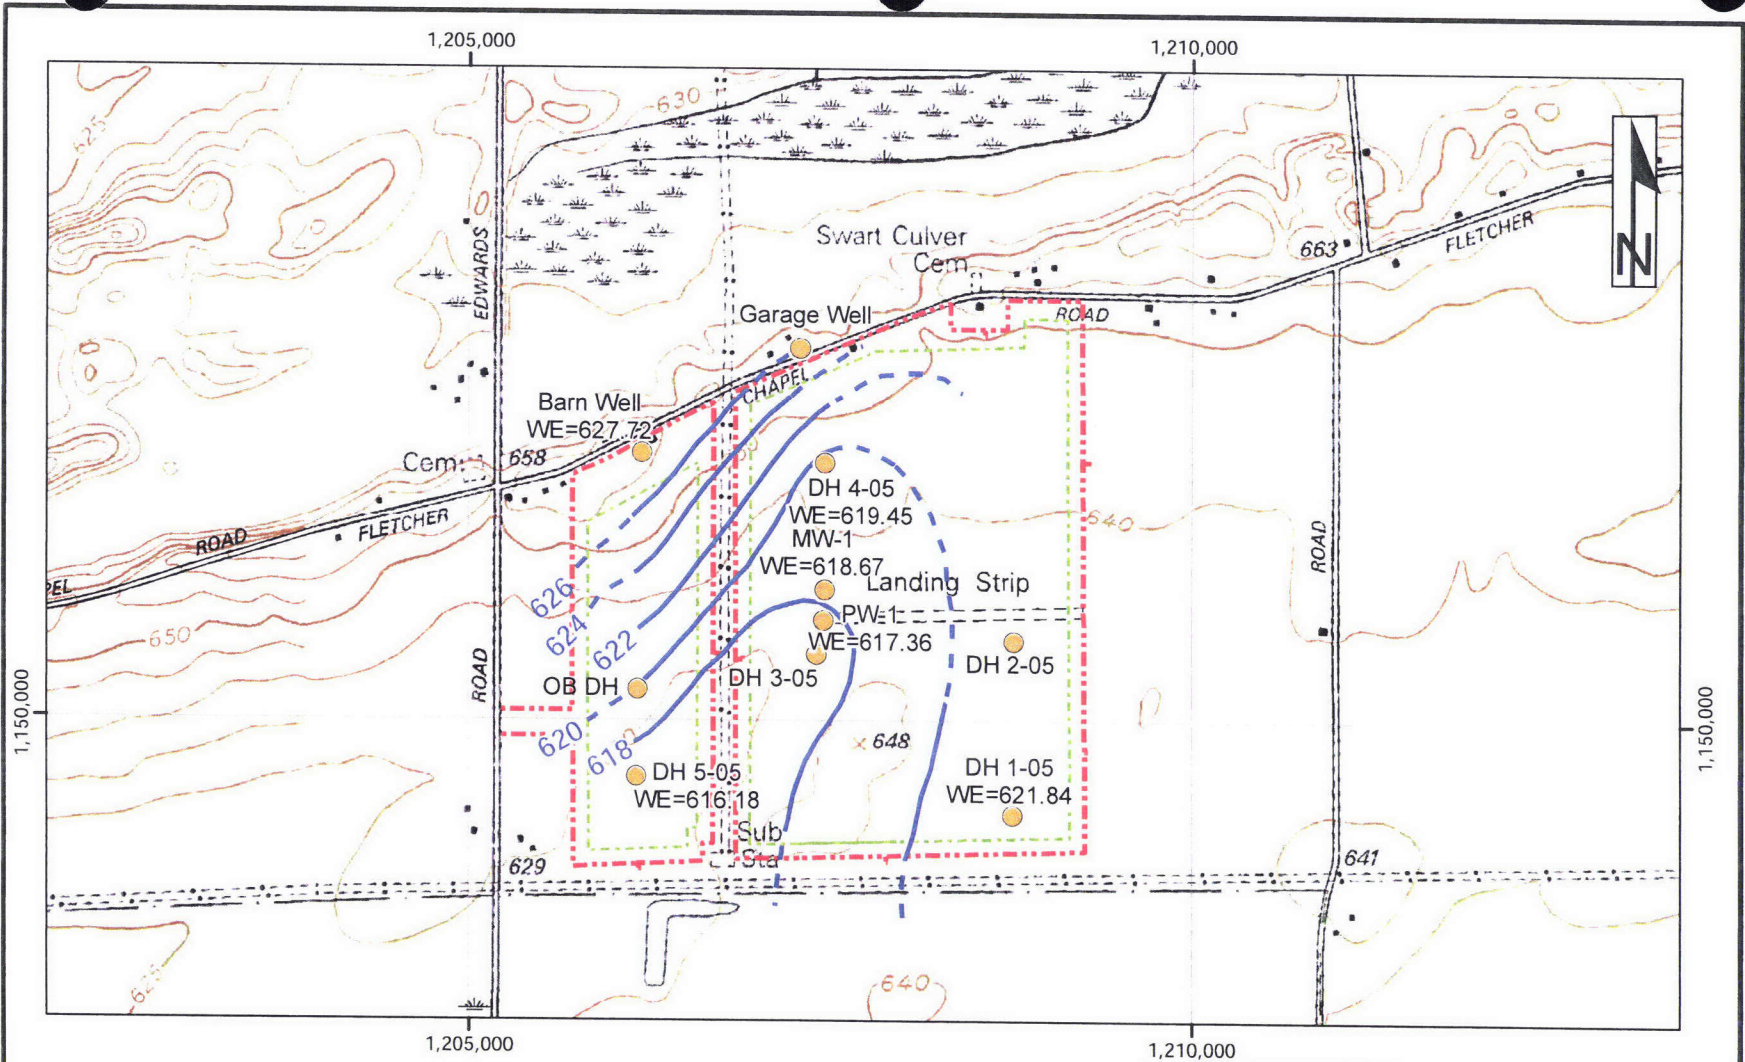 1,205,000
1,210,000
630
625
EDWARDS
Swart Culver
Cem
663
FLETCHER
N
Garage Well
ROAD
CHAPEL
Barn Well
WE=627.72
Cem
658
DH 4-05
WE=619.45
640
FLETCHER
ROAD
ROAD
MW-1
WE=618.67
Landing Strip
PEL
626
PW-1
WE=617.36
624
650
622
DH 2-05
ROAD
OB DH
DH 3-05
1,150,000
1,150,000
620
618
648
DH 5-05
WE=616.18
DH 1-05
WE=621.84
Sub
Sta
629
641
640
1,205,000
1,210,000